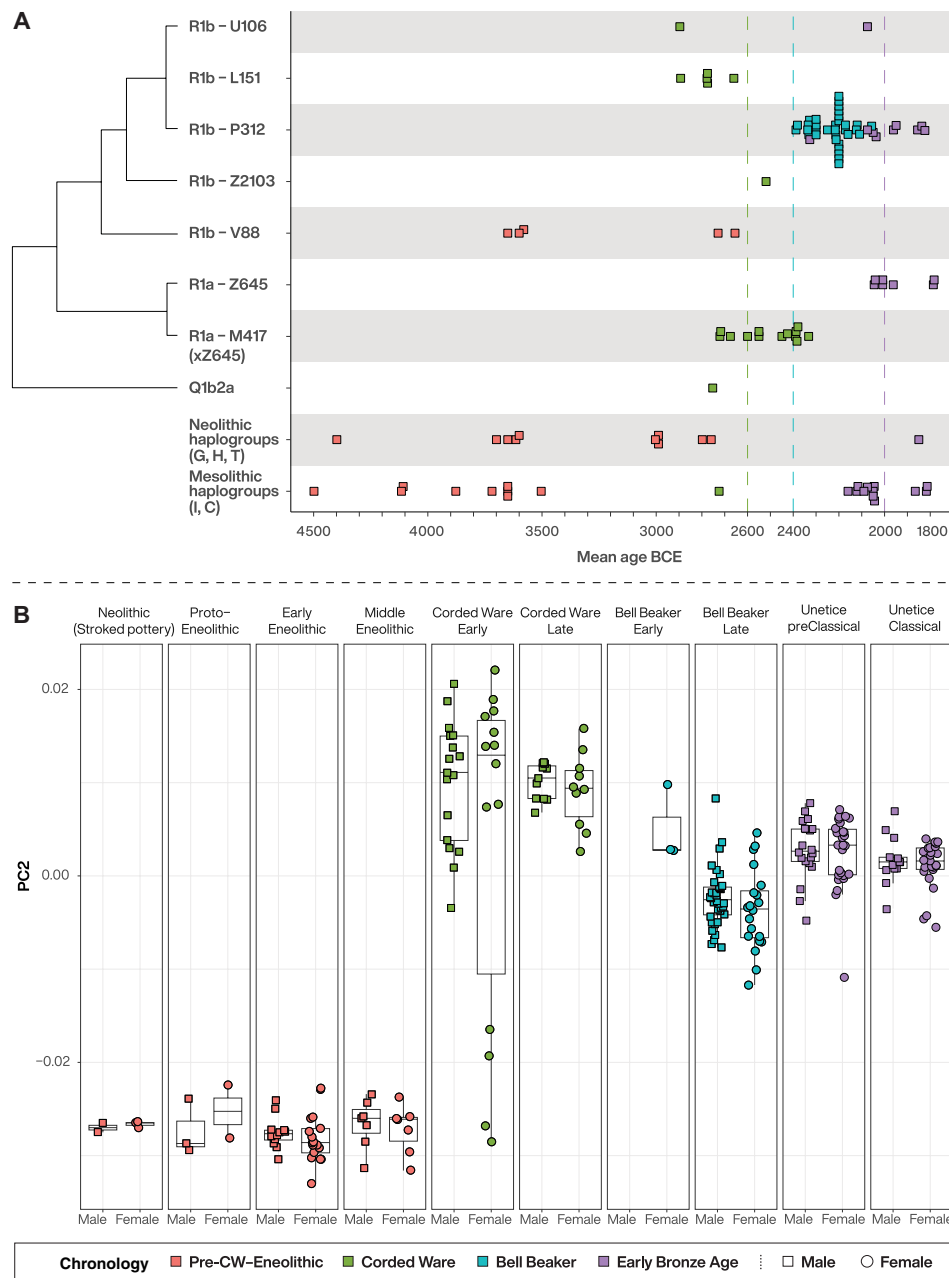 A
R1b – U106
R1b – L151
R1b – P312
R1b – Z2103
R1b – V88
R1a – Z645
R1a – M417
(xZ645)
Q1b2a
Neolithic
haplogroups
(G, H, T)
Mesolithic
haplogroups
(I, C)
4500 4000 3500 3000 2600 2400 2000 1800
Mean age BCE
B
Neolithic
(Stroked pottery)
Proto–
Eneolithic
Early
Eneolithic
Middle
Eneolithic
Corded Ware
Early
Corded Ware
Late
Bell Beaker
Early
Bell Beaker
Late
Unetice
preClassical
Unetice
Classical
PC2
0.02
0.00
−0.02
Male Female Male Female Male Female Male Female Male Female Male Female Male Female Male Female Male Female Male Female
Chronology Pre-CW–Eneolithic Corded Ware Bell Beaker Early Bronze Age Male Female